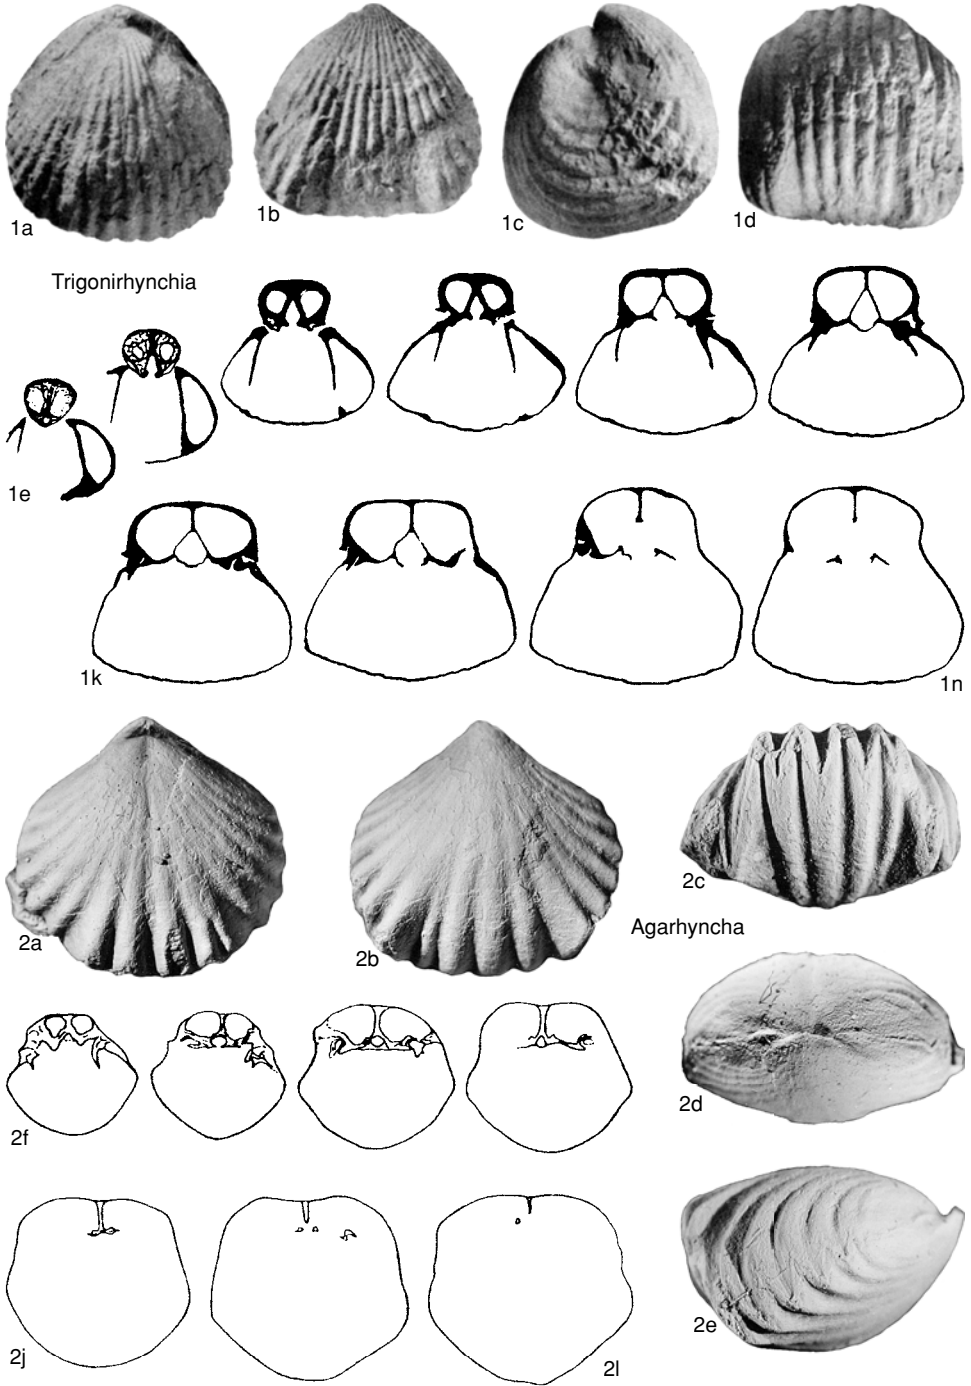 1a
1b
1c
1d
Trigonirhynchia
1e
1k
1n
2a
2b
2c
Agarhyncha
2d
2f
2e
2j
2l